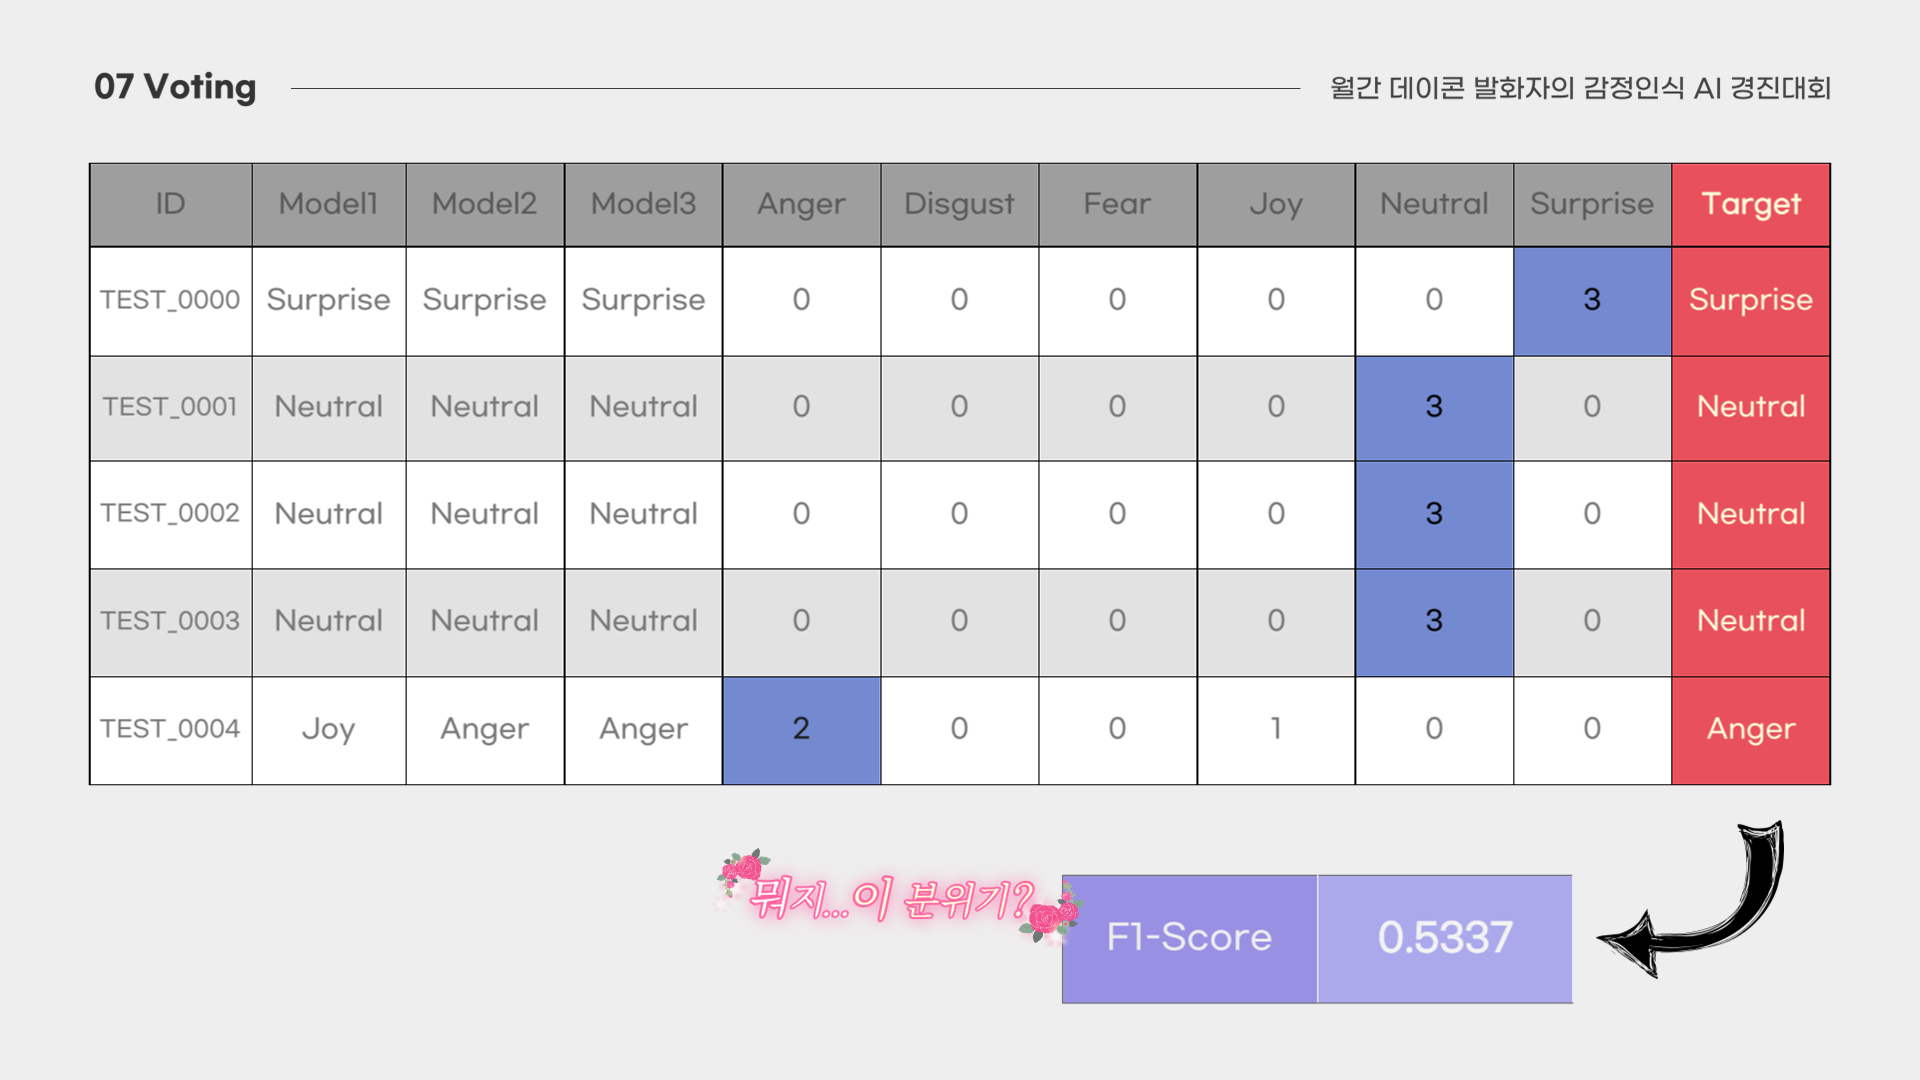 07 Voting
월간 데이콘 발화자의 감정인식 AI 경진대회
ID Model1 Model2 Model3 Anger Disgust Fear Joy Neutral Surprise Target
TEST_0000 Surprise Surprise Surprise 0 0 0 0 0 3 Surprise
TEST_0001 Neutral Neutral Neutral 0 0 0 0 3 0 Neutral
TEST_0002 Neutral Neutral Neutral 0 0 0 0 3 0 Neutral
TEST_0003 Neutral Neutral Neutral 0 0 0 0 3 0 Neutral
TEST_0004 Joy Anger Anger 2 0 0 1 0 0 Anger
뭐지...이 분위기?
F1-Score 0.5337